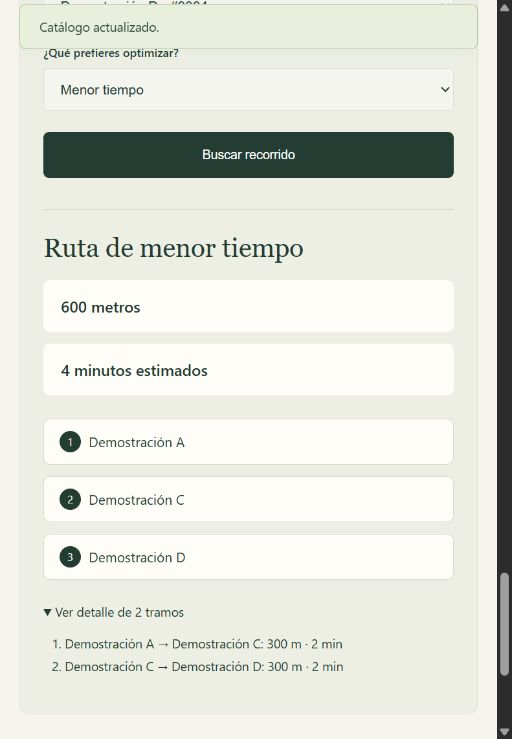 Catálogo actualizado.
¿Qué prefieres optimizar?
Menor tiempo
Buscar recorrido
Ruta de menor tiempo
600 metros
4 minutos estimados
1 Demostración A
2 Demostración C
3 Demostración D
▼ Ver detalle de 2 tramos
1. Demostración A → Demostración C: 300 m · 2 min
2. Demostración C → Demostración D: 300 m · 2 min